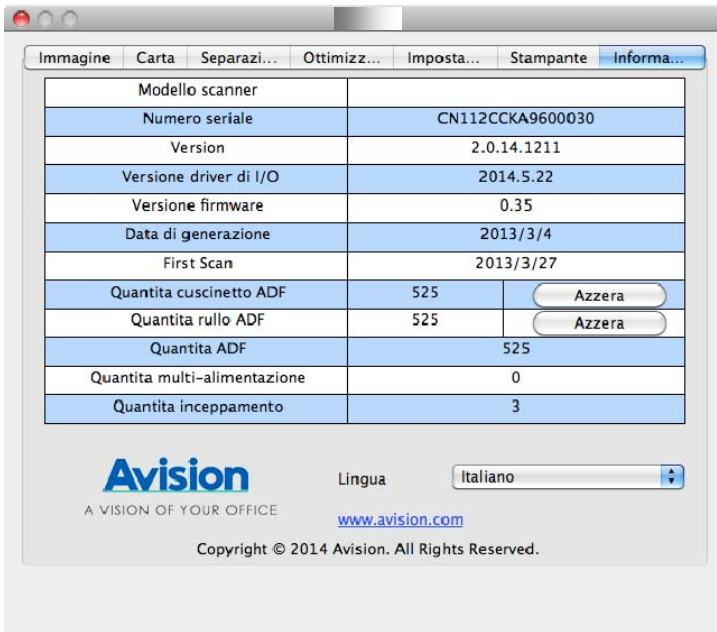 Immagine Carta Separazi... Ottimizz... Imposta... Stampante Informa...
Modello scanner
Numero seriale CN112CCKA9600030
Version 2.0.14.1211
Versione driver di I/O 2014.5.22
Versione firmware 0.35
Data di generazione 2013/3/4
First Scan 2013/3/27
Quantita cuscinetto ADF 525 Azzera
Quantita rullo ADF 525 Azzera
Quantita ADF 525
Quantita multi-alimentazione 0
Quantita inceppamento 3
Avision
A VISION OF YOUR OFFICE
Lingua Italiano
www.avision.com
Copyright © 2014 Avision. All Rights Reserved.